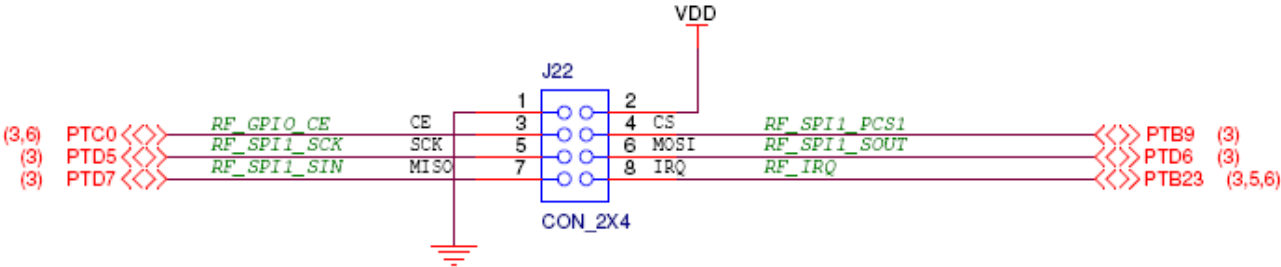 VDD
J22
1 2
RF_GPIO_CE CE 3 4 CS RF_SPI1_PCS1
(3,6) PTC0 PTB9 (3)
RF_SPI1_SCK SCK 5 6 MOSI RF_SPI1_SOUT
(3) PTD5 PTD6 (3)
RF_SPI1_SIN MISO 7 8 IRQ RF_IRQ
(3) PTD7 PTB23 (3,5,6)
CON_2X4